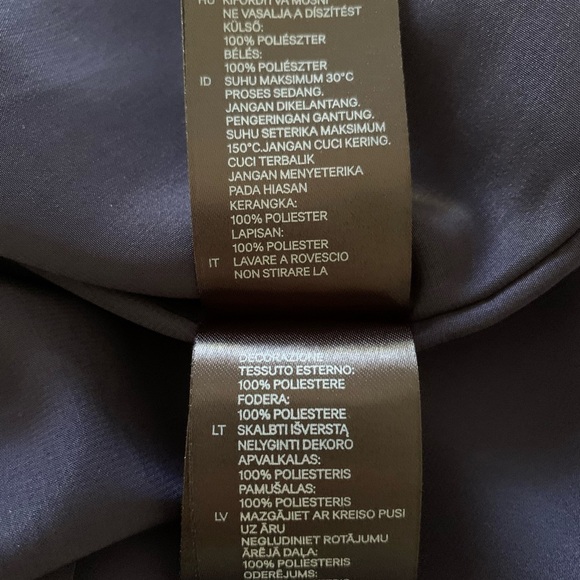 HU KIFORDÍTVA MOSNI
NE VASALJA A DÍSZÍTÉST
KÜLSŐ:
100% POLIÉSZTER
BÉLÉS:
100% POLIÉSZTER
ID SUHU MAKSIMUM 30°C
PROSES SEDANG.
JANGAN DIKELANTANG.
PENGERINGAN GANTUNG.
SUHU SETERIKA MAKSIMUM
150°C.JANGAN CUCI KERING.
CUCI TERBALIK
JANGAN MENYETERIKA
PADA HIASAN
KERANGKA:
100% POLIESTER
LAPISAN:
100% POLIESTER
IT LAVARE A ROVESCIO
NON STIRARE LA
DECORAZIONE
TESSUTO ESTERNO:
100% POLIESTERE
FODERA:
100% POLIESTERE
LT SKALBTI IŠVERSTĄ
NELYGINTI DEKORO
APVALKALAS:
100% POLIESTERIS
PAMUŠALAS:
100% POLIESTERIS
LV MAZGĀJIET AR KREISO PUSI
UZ ĀRU
NEGLUDINIET ROTĀJUMU
ĀRĒJĀ DAĻA:
100% POLIESTERIS
ODERĒJUMS: